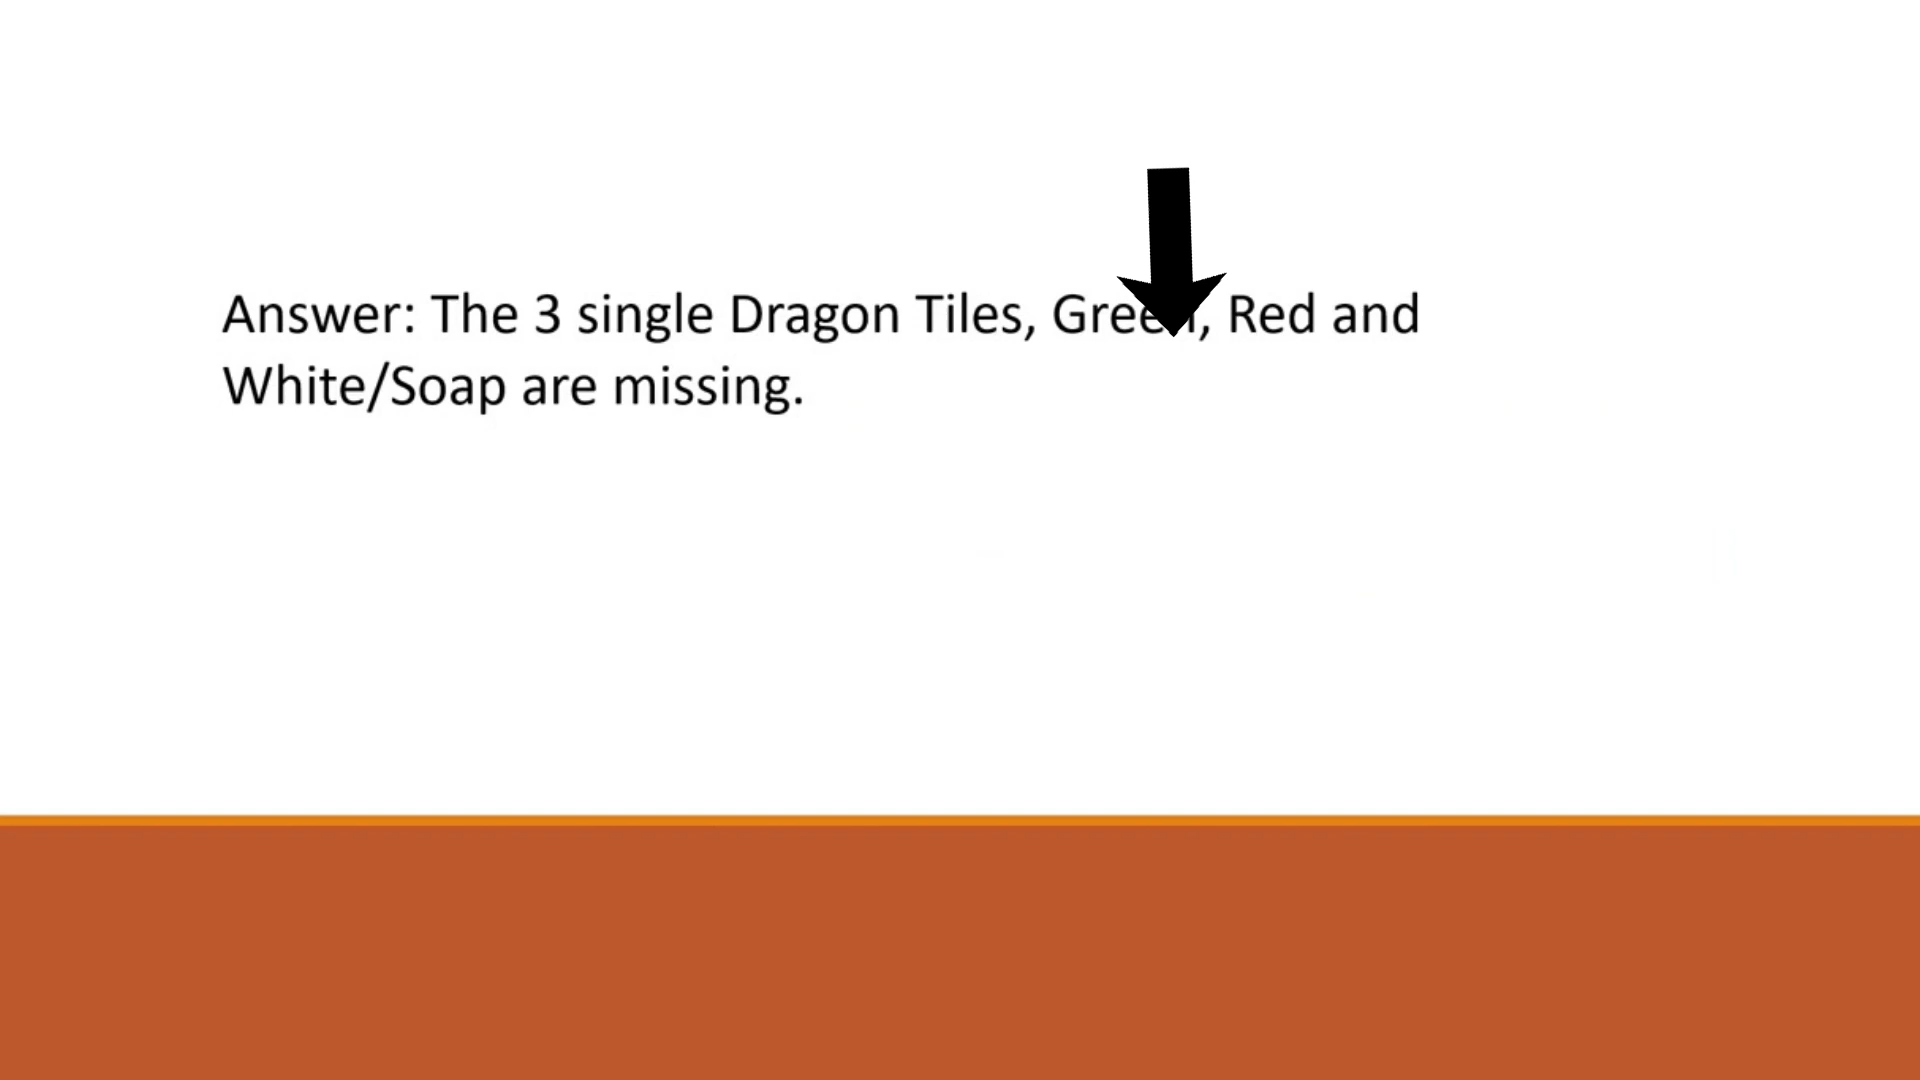 Answer: The 3 single Dragon Tiles, Green, Red and
White/Soap are missing.